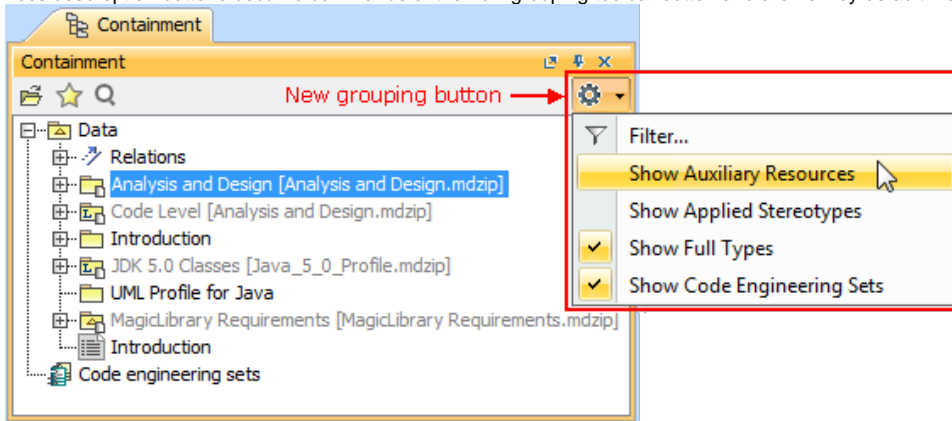 Containment
Containment
New grouping button
Data
Filter...
Relations
Show Auxiliary Resources
Analysis and Design [Analysis and Design.mdzip]
Code Level [Analysis and Design.mdzip]
Show Applied Stereotypes
Introduction
Show Full Types
JDK 5.0 Classes [Java_5_0_Profile.mdzip]
Show Code Engineering Sets
UML Profile for Java
MagicLibrary Requirements [MagicLibrary Requirements.mdzip]
Introduction
Code engineering sets